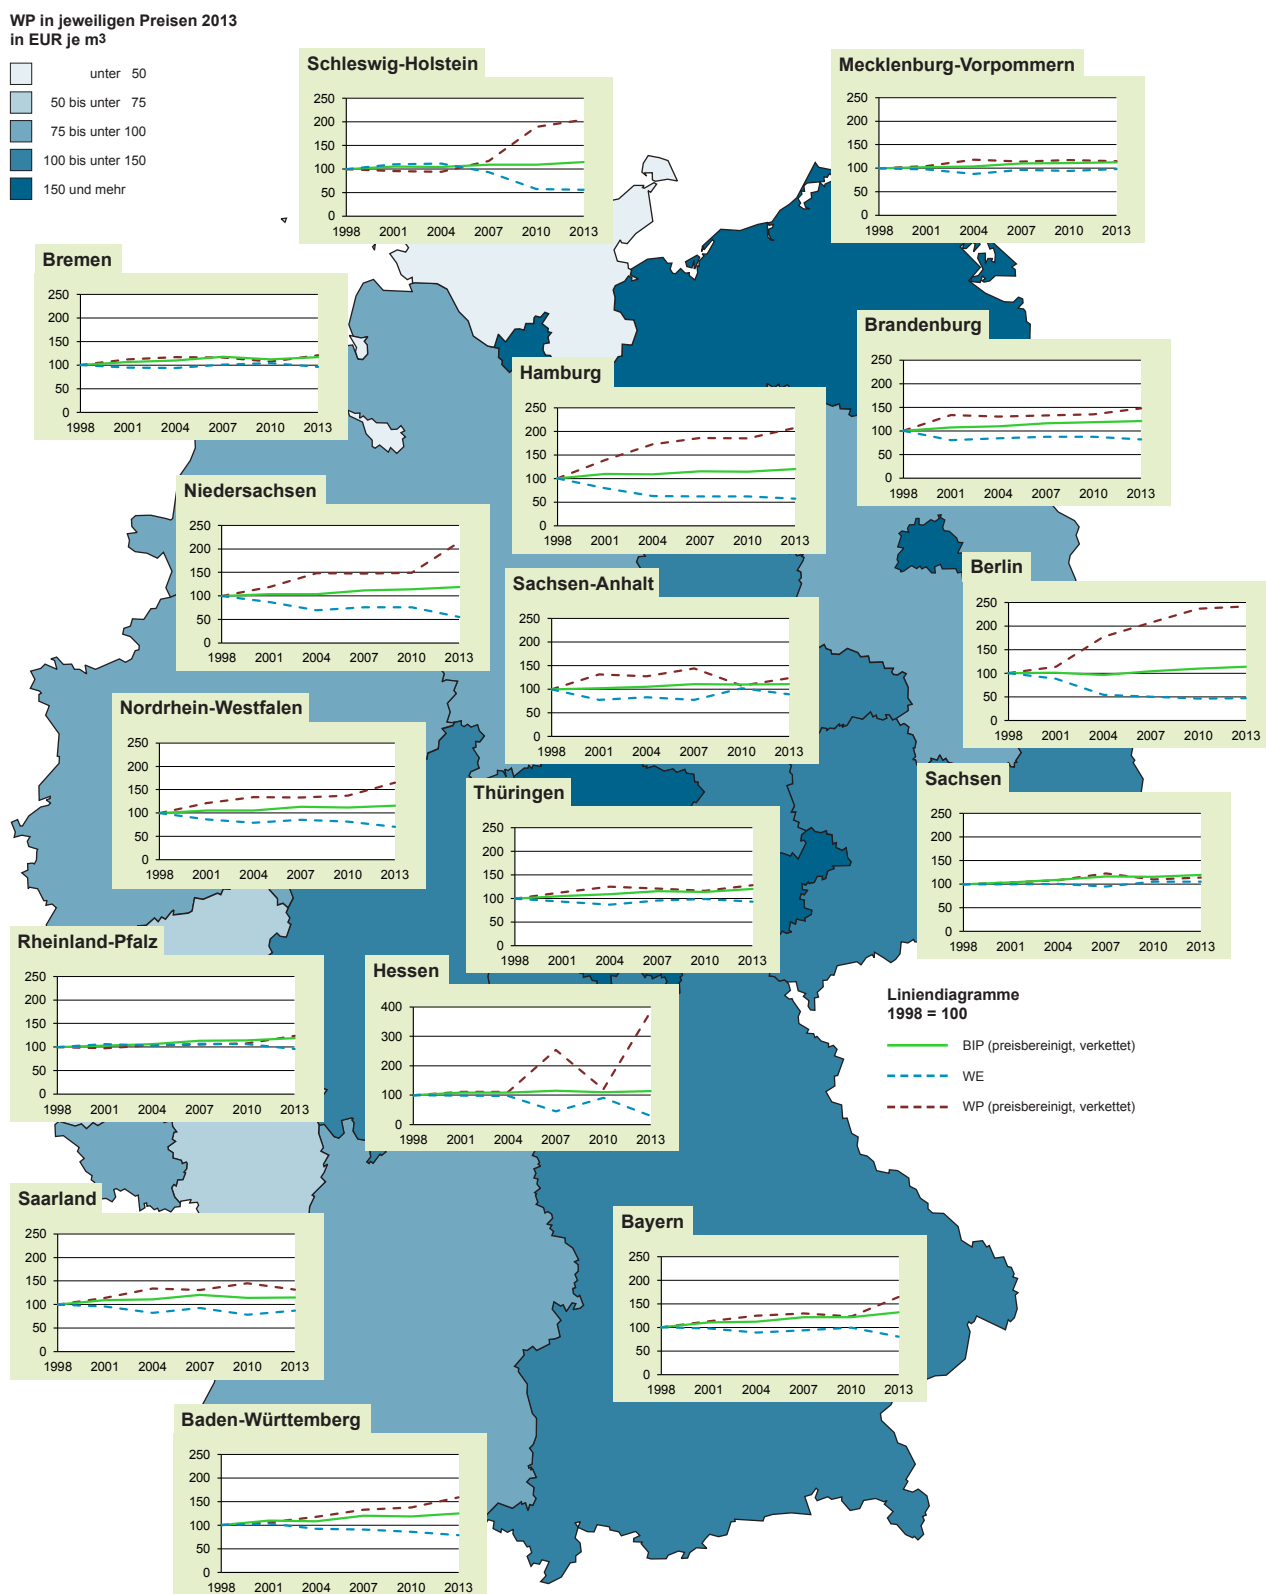 WP in jeweiligen Preisen 2013
in EUR je m3
unter 50
50 bis unter 75
75 bis unter 100
100 bis unter 150
150 und mehr
Schleswig-Holstein
250
200
150
100
50
0
1998 2001 2004 2007 2010 2013
Mecklenburg-Vorpommern
250
200
150
100
50
0
1998 2001 2004 2007 2010 2013
Bremen
250
200
150
100
50
0
1998 2001 2004 2007 2010 2013
Brandenburg
250
200
150
100
50
0
1998 2001 2004 2007 2010 2013
Hamburg
250
200
150
100
50
0
1998 2001 2004 2007 2010 2013
Niedersachsen
250
200
150
100
50
0
1998 2001 2004 2007 2010 2013
Sachsen-Anhalt
250
200
150
100
50
0
1998 2001 2004 2007 2010 2013
Berlin
250
200
150
100
50
0
1998 2001 2004 2007 2010 2013
Nordrhein-Westfalen
250
200
150
100
50
0
1998 2001 2004 2007 2010 2013
Thüringen
250
200
150
100
50
0
1998 2001 2004 2007 2010 2013
Sachsen
250
200
150
100
50
0
1998 2001 2004 2007 2010 2013
Rheinland-Pfalz
250
200
150
100
50
0
1998 2001 2004 2007 2010 2013
Hessen
400
300
200
100
0
1998 2001 2004 2007 2010 2013
Liniendiagramme
1998 = 100
BIP (preisbereinigt, verkettet)
WE
WP (preisbereinigt, verkettet)
Saarland
250
200
150
100
50
0
1998 2001 2004 2007 2010 2013
Bayern
250
200
150
100
50
0
1998 2001 2004 2007 2010 2013
Baden-Württemberg
250
200
150
100
50
0
1998 2001 2004 2007 2010 2013